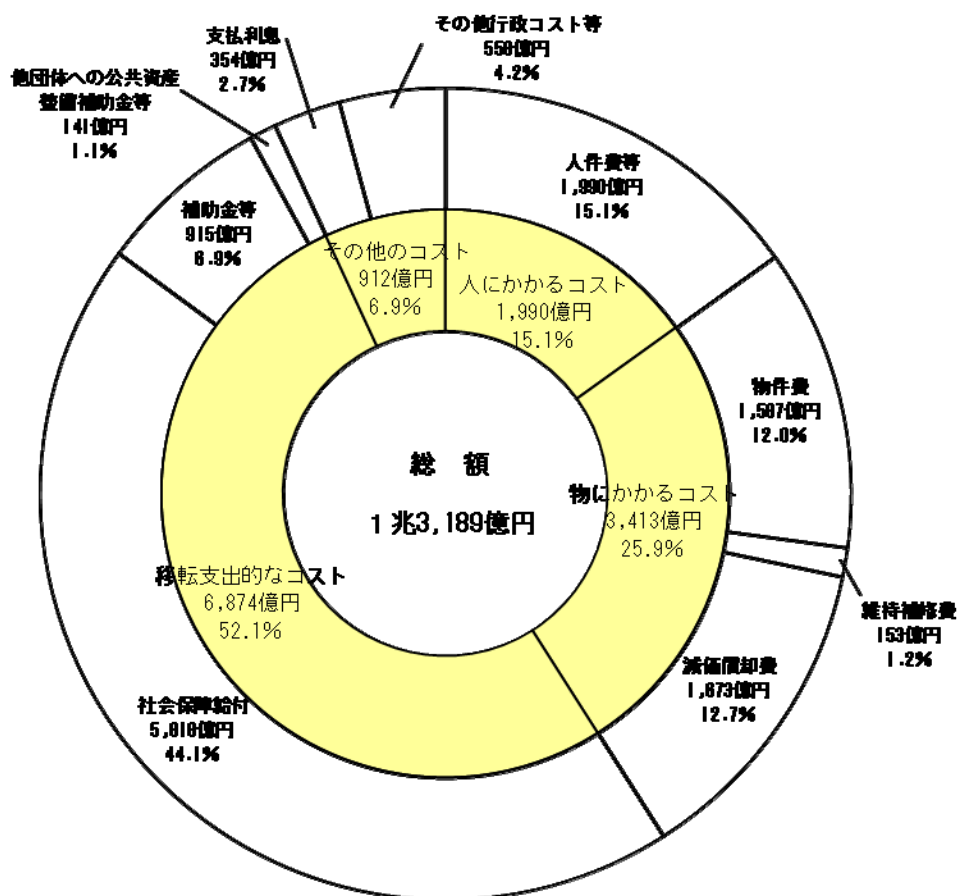 支払利息
354億円
2.7%
その他行政コスト等
558億円
4.2%
他団体への公共資産
整備補助金等
141億円
1.1%
補助金等
915億円
6.9%
人件費等
1,990億円
15.1%
その他のコスト
912億円
6.9%
人にかかるコスト
1,990億円
15.1%
物件費
1,587億円
12.0%
総 額
1兆3,189億円
物にかかるコスト
3,413億円
25.9%
移転支出的なコスト
6,874億円
52.1%
維持補修費
153億円
1.2%
減価償却費
1,673億円
12.7%
社会保障給付
5,818億円
44.1%